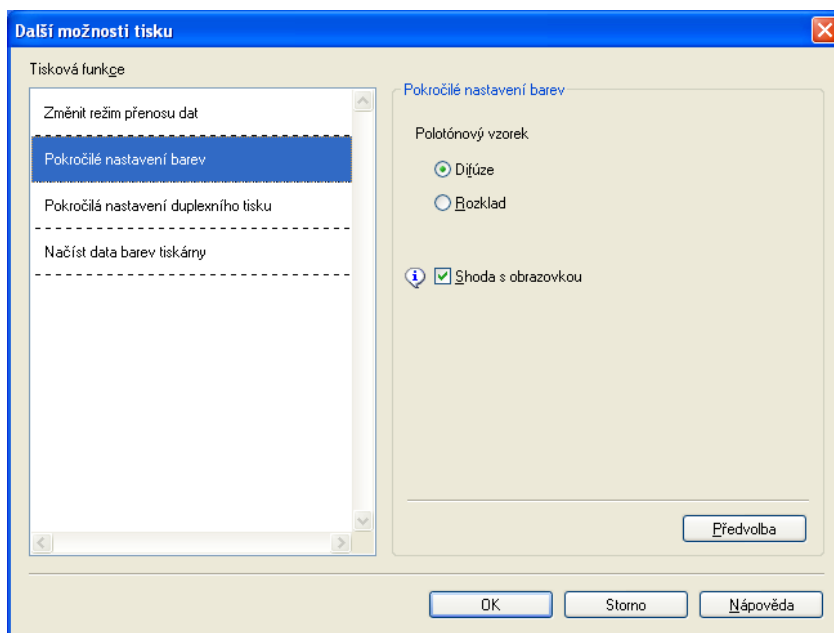 Další možnosti tisku
Tisková funkce
Změnit režim přenosu dat
Pokročilé nastavení barev
Pokročilá nastavení duplexního tisku
Načíst data barev tiskárny
Pokročilé nastavení barev
Polotónový vzorek
Difúze
Rozklad
Shoda s obrazovkou
Předvolba
OK
Storno
Nápověda